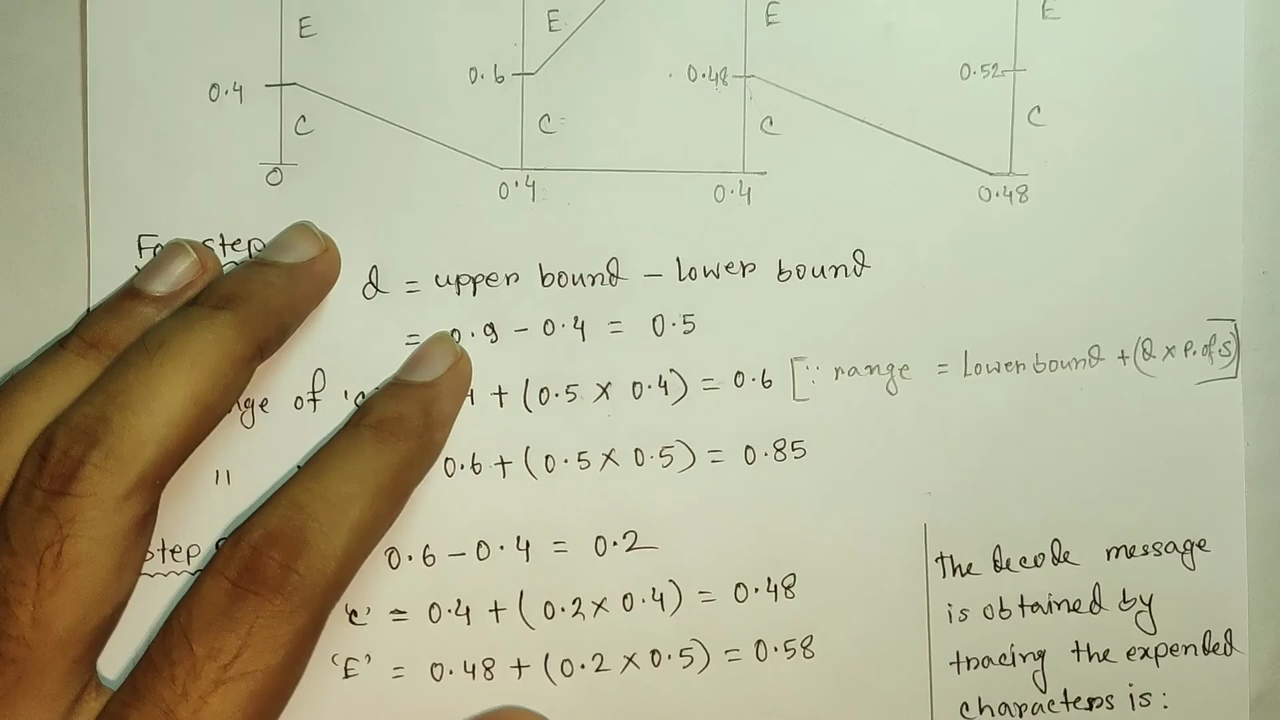 E E E E
0.4 0.6 0.48 0.52
C C C C
0 0.4 0.4 0.48
step
d = upper bound - lower bound
= 0.9 - 0.4 = 0.5
of + (0.5 × 0.4) = 0.6 [∵ range = Lower bound + (d × P. of S)]
" 0.6 + (0.5 × 0.5) = 0.85
step 0.6 - 0.4 = 0.2
'C' = 0.4 + (0.2 × 0.4) = 0.48
'E' = 0.48 + (0.2 × 0.5) = 0.58
the decode message
is obtained by
tracing the expended
characters is: